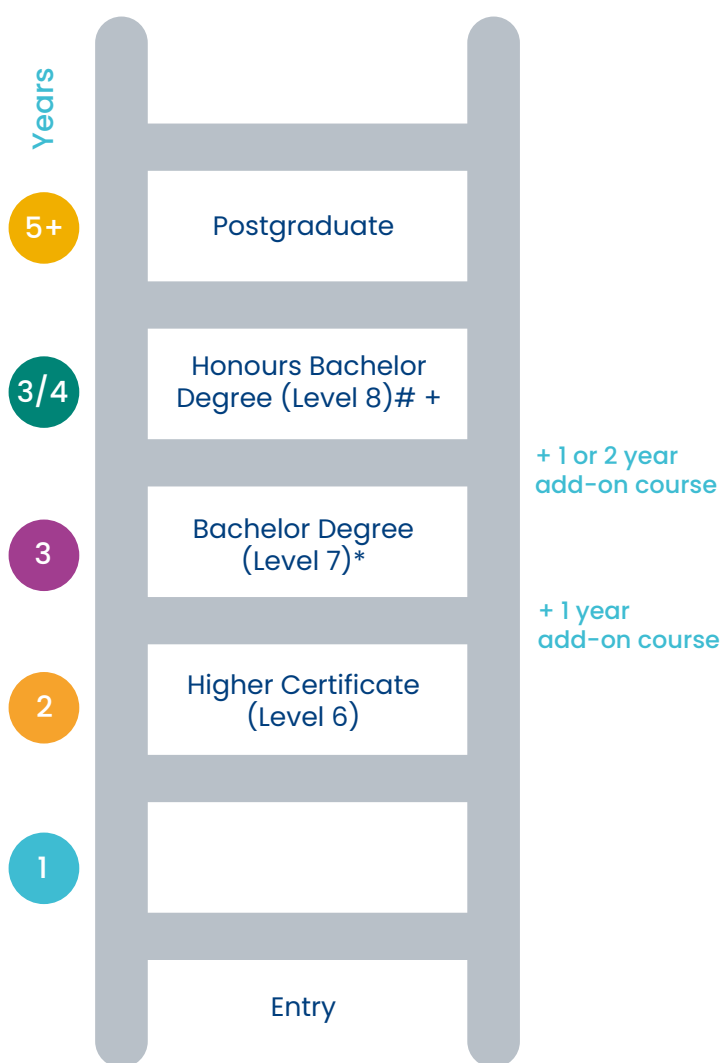 Years
5+
Postgraduate
3/4
Honours Bachelor
Degree (Level 8)# +
+ 1 or 2 year
add-on course
3
Bachelor Degree
(Level 7)*
+ 1 year
add-on course
2
Higher Certificate
(Level 6)
1
Entry